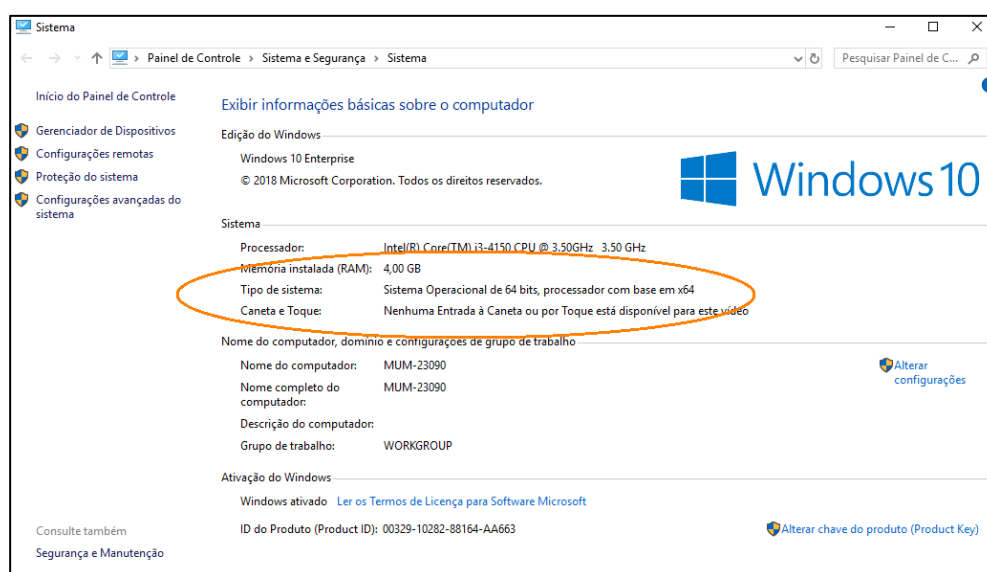 Sistema
Painel de Controle > Sistema e Segurança > Sistema
Pesquisar Painel de C...
Início do Painel de Controle
Gerenciador de Dispositivos
Configurações remotas
Proteção do sistema
Configurações avançadas do
sistema
Exibir informações básicas sobre o computador
Edição do Windows
Windows 10 Enterprise
© 2018 Microsoft Corporation. Todos os direitos reservados.
Windows 10
Sistema
Processador: Intel(R) Core(TM) i3-4150 CPU @ 3.50GHz 3.50 GHz
Memória instalada (RAM): 4,00 GB
Tipo de sistema: Sistema Operacional de 64 bits, processador com base em x64
Caneta e Toque: Nenhuma Entrada à Caneta ou por Toque está disponível para este vídeo
Nome do computador, domínio e configurações de grupo de trabalho
Nome do computador: MUM-23090
Alterar
configurações
Nome completo do
computador: MUM-23090
Descrição do computador:
Grupo de trabalho: WORKGROUP
Ativação do Windows
Windows ativado Ler os Termos de Licença para Software Microsoft
ID do Produto (Product ID): 00329-10282-88164-AA663
Alterar chave do produto (Product Key)
Consulte também
Segurança e Manutenção